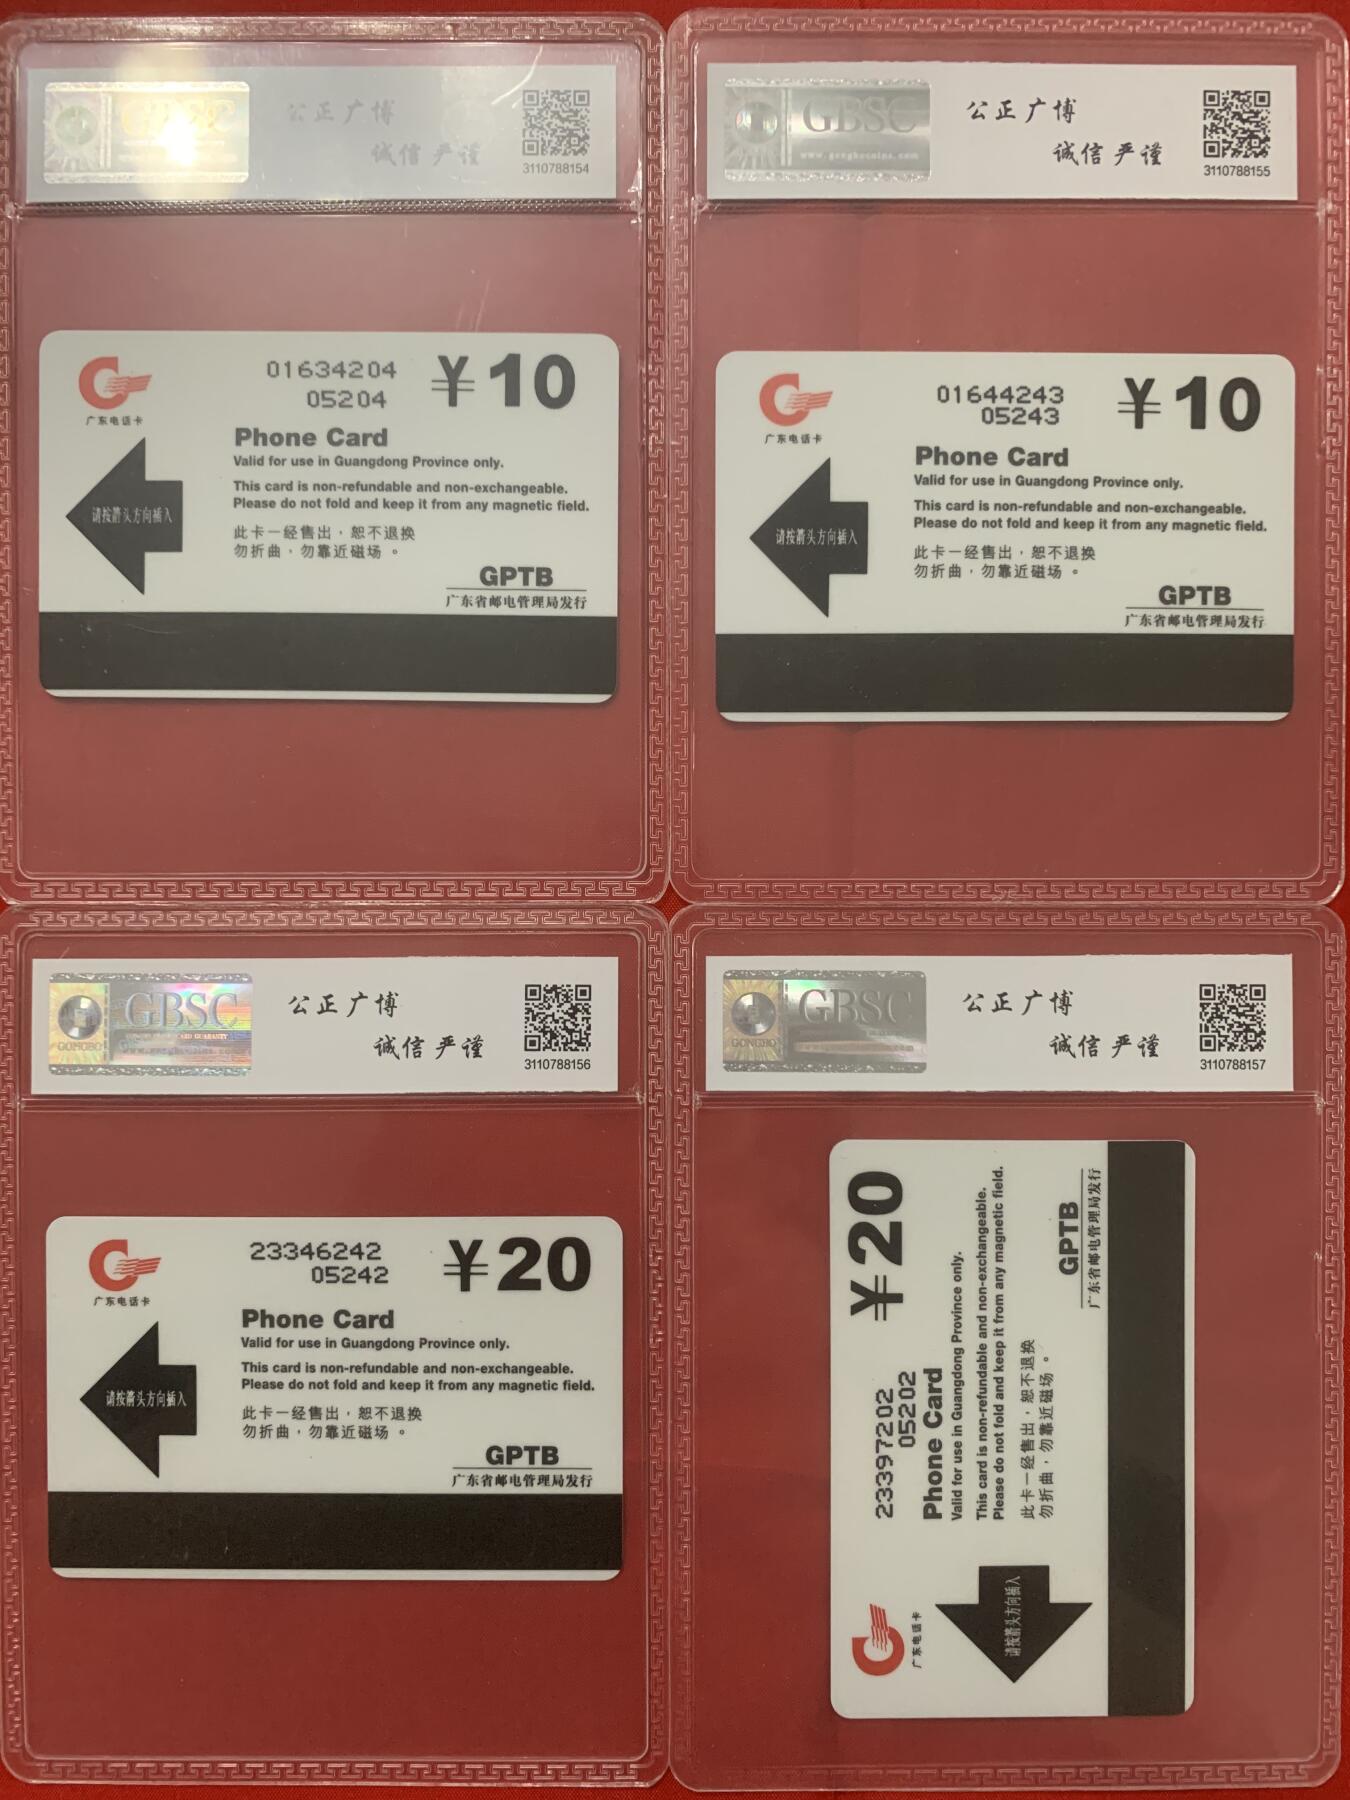 GBSC
公正广博
诚信严谨
3110788154
广东电话卡
01634204
05204
¥10
Phone Card
Valid for use in Guangdong Province only.
This card is non-refundable and non-exchangeable.
Please do not fold and keep it from any magnetic field.
此卡一经售出，恕不退换
勿折曲，勿靠近磁场。
请按箭头方向插入
GPTB
广东省邮电管理局发行
GBSC
www.gongbocoins.com
公正广博
诚信严谨
3110788155
广东电话卡
01644243
05243
¥10
Phone Card
Valid for use in Guangdong Province only.
This card is non-refundable and non-exchangeable.
Please do not fold and keep it from any magnetic field.
此卡一经售出，恕不退换
勿折曲，勿靠近磁场。
请按箭头方向插入
GPTB
广东省邮电管理局发行
GBSC
GONGBO
公正广博
诚信严谨
3110788156
广东电话卡
23346242
05242
¥20
Phone Card
Valid for use in Guangdong Province only.
This card is non-refundable and non-exchangeable.
Please do not fold and keep it from any magnetic field.
此卡一经售出，恕不退换
勿折曲，勿靠近磁场。
请按箭头方向插入
GPTB
广东省邮电管理局发行
GBSC
GONGBO
公正广博
诚信严谨
3110788157
广东电话卡
23397202
05202
¥20
Phone Card
Valid for use in Guangdong Province only.
This card is non-refundable and non-exchangeable.
Please do not fold and keep it from any magnetic field.
此卡一经售出，恕不退换
勿折曲，勿靠近磁场。
请按箭头方向插入
GPTB
广东省邮电管理局发行